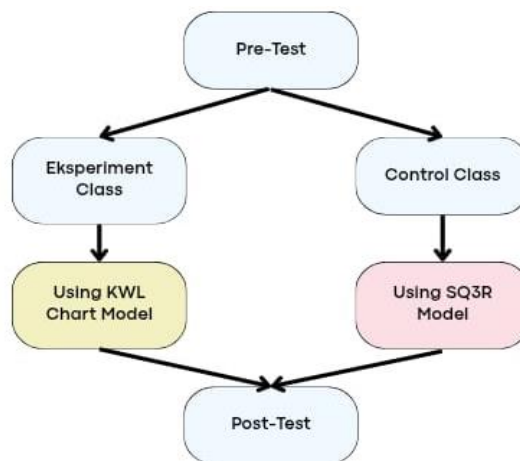 Pre-Test
Eksperiment
Class
Control Class
Using KWL
Chart Model
Using SQ3R
Model
Post-Test